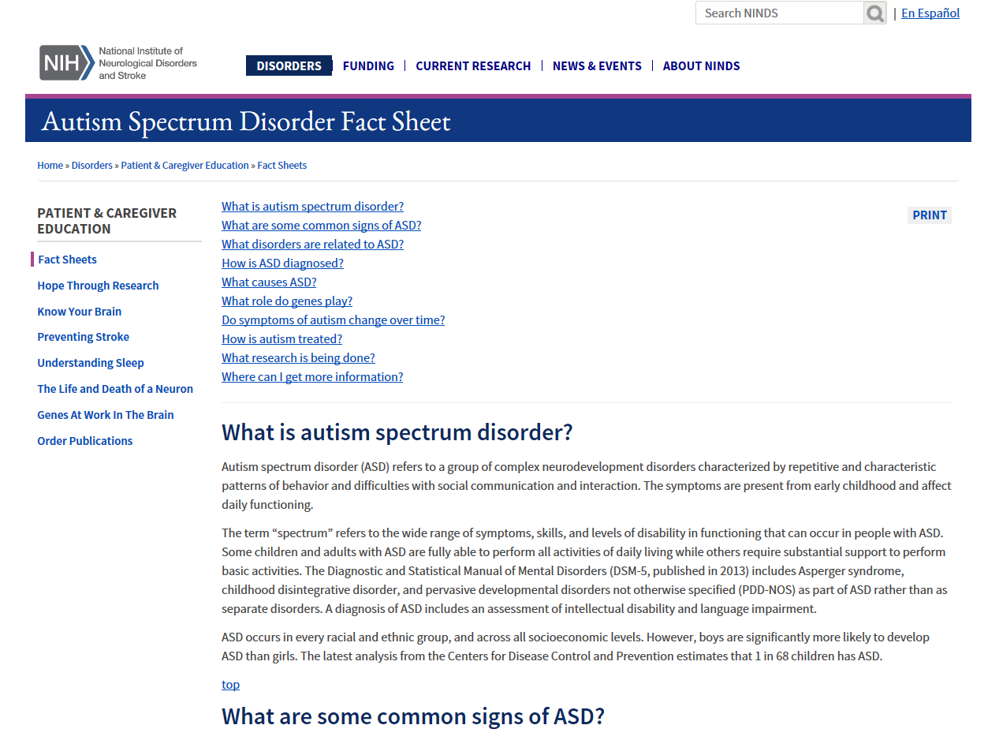 Search NINDS | En Español
NIH National Institute of
Neurological Disorders
and Stroke
DISORDERS | FUNDING | CURRENT RESEARCH | NEWS & EVENTS | ABOUT NINDS
Autism Spectrum Disorder Fact Sheet
Home » Disorders » Patient & Caregiver Education » Fact Sheets
PATIENT & CAREGIVER
EDUCATION
Fact Sheets
Hope Through Research
Know Your Brain
Preventing Stroke
Understanding Sleep
The Life and Death of a Neuron
Genes At Work In The Brain
Order Publications
What is autism spectrum disorder?
What are some common signs of ASD?
What disorders are related to ASD?
How is ASD diagnosed?
What causes ASD?
What role do genes play?
Do symptoms of autism change over time?
How is autism treated?
What research is being done?
Where can I get more information?
PRINT
What is autism spectrum disorder?
Autism spectrum disorder (ASD) refers to a group of complex neurodevelopment disorders characterized by repetitive and characteristic
patterns of behavior and difficulties with social communication and interaction. The symptoms are present from early childhood and affect
daily functioning.
The term “spectrum” refers to the wide range of symptoms, skills, and levels of disability in functioning that can occur in people with ASD.
Some children and adults with ASD are fully able to perform all activities of daily living while others require substantial support to perform
basic activities. The Diagnostic and Statistical Manual of Mental Disorders (DSM-5, published in 2013) includes Asperger syndrome,
childhood disintegrative disorder, and pervasive developmental disorders not otherwise specified (PDD-NOS) as part of ASD rather than as
separate disorders. A diagnosis of ASD includes an assessment of intellectual disability and language impairment.
ASD occurs in every racial and ethnic group, and across all socioeconomic levels. However, boys are significantly more likely to develop
ASD than girls. The latest analysis from the Centers for Disease Control and Prevention estimates that 1 in 68 children has ASD.
top
What are some common signs of ASD?